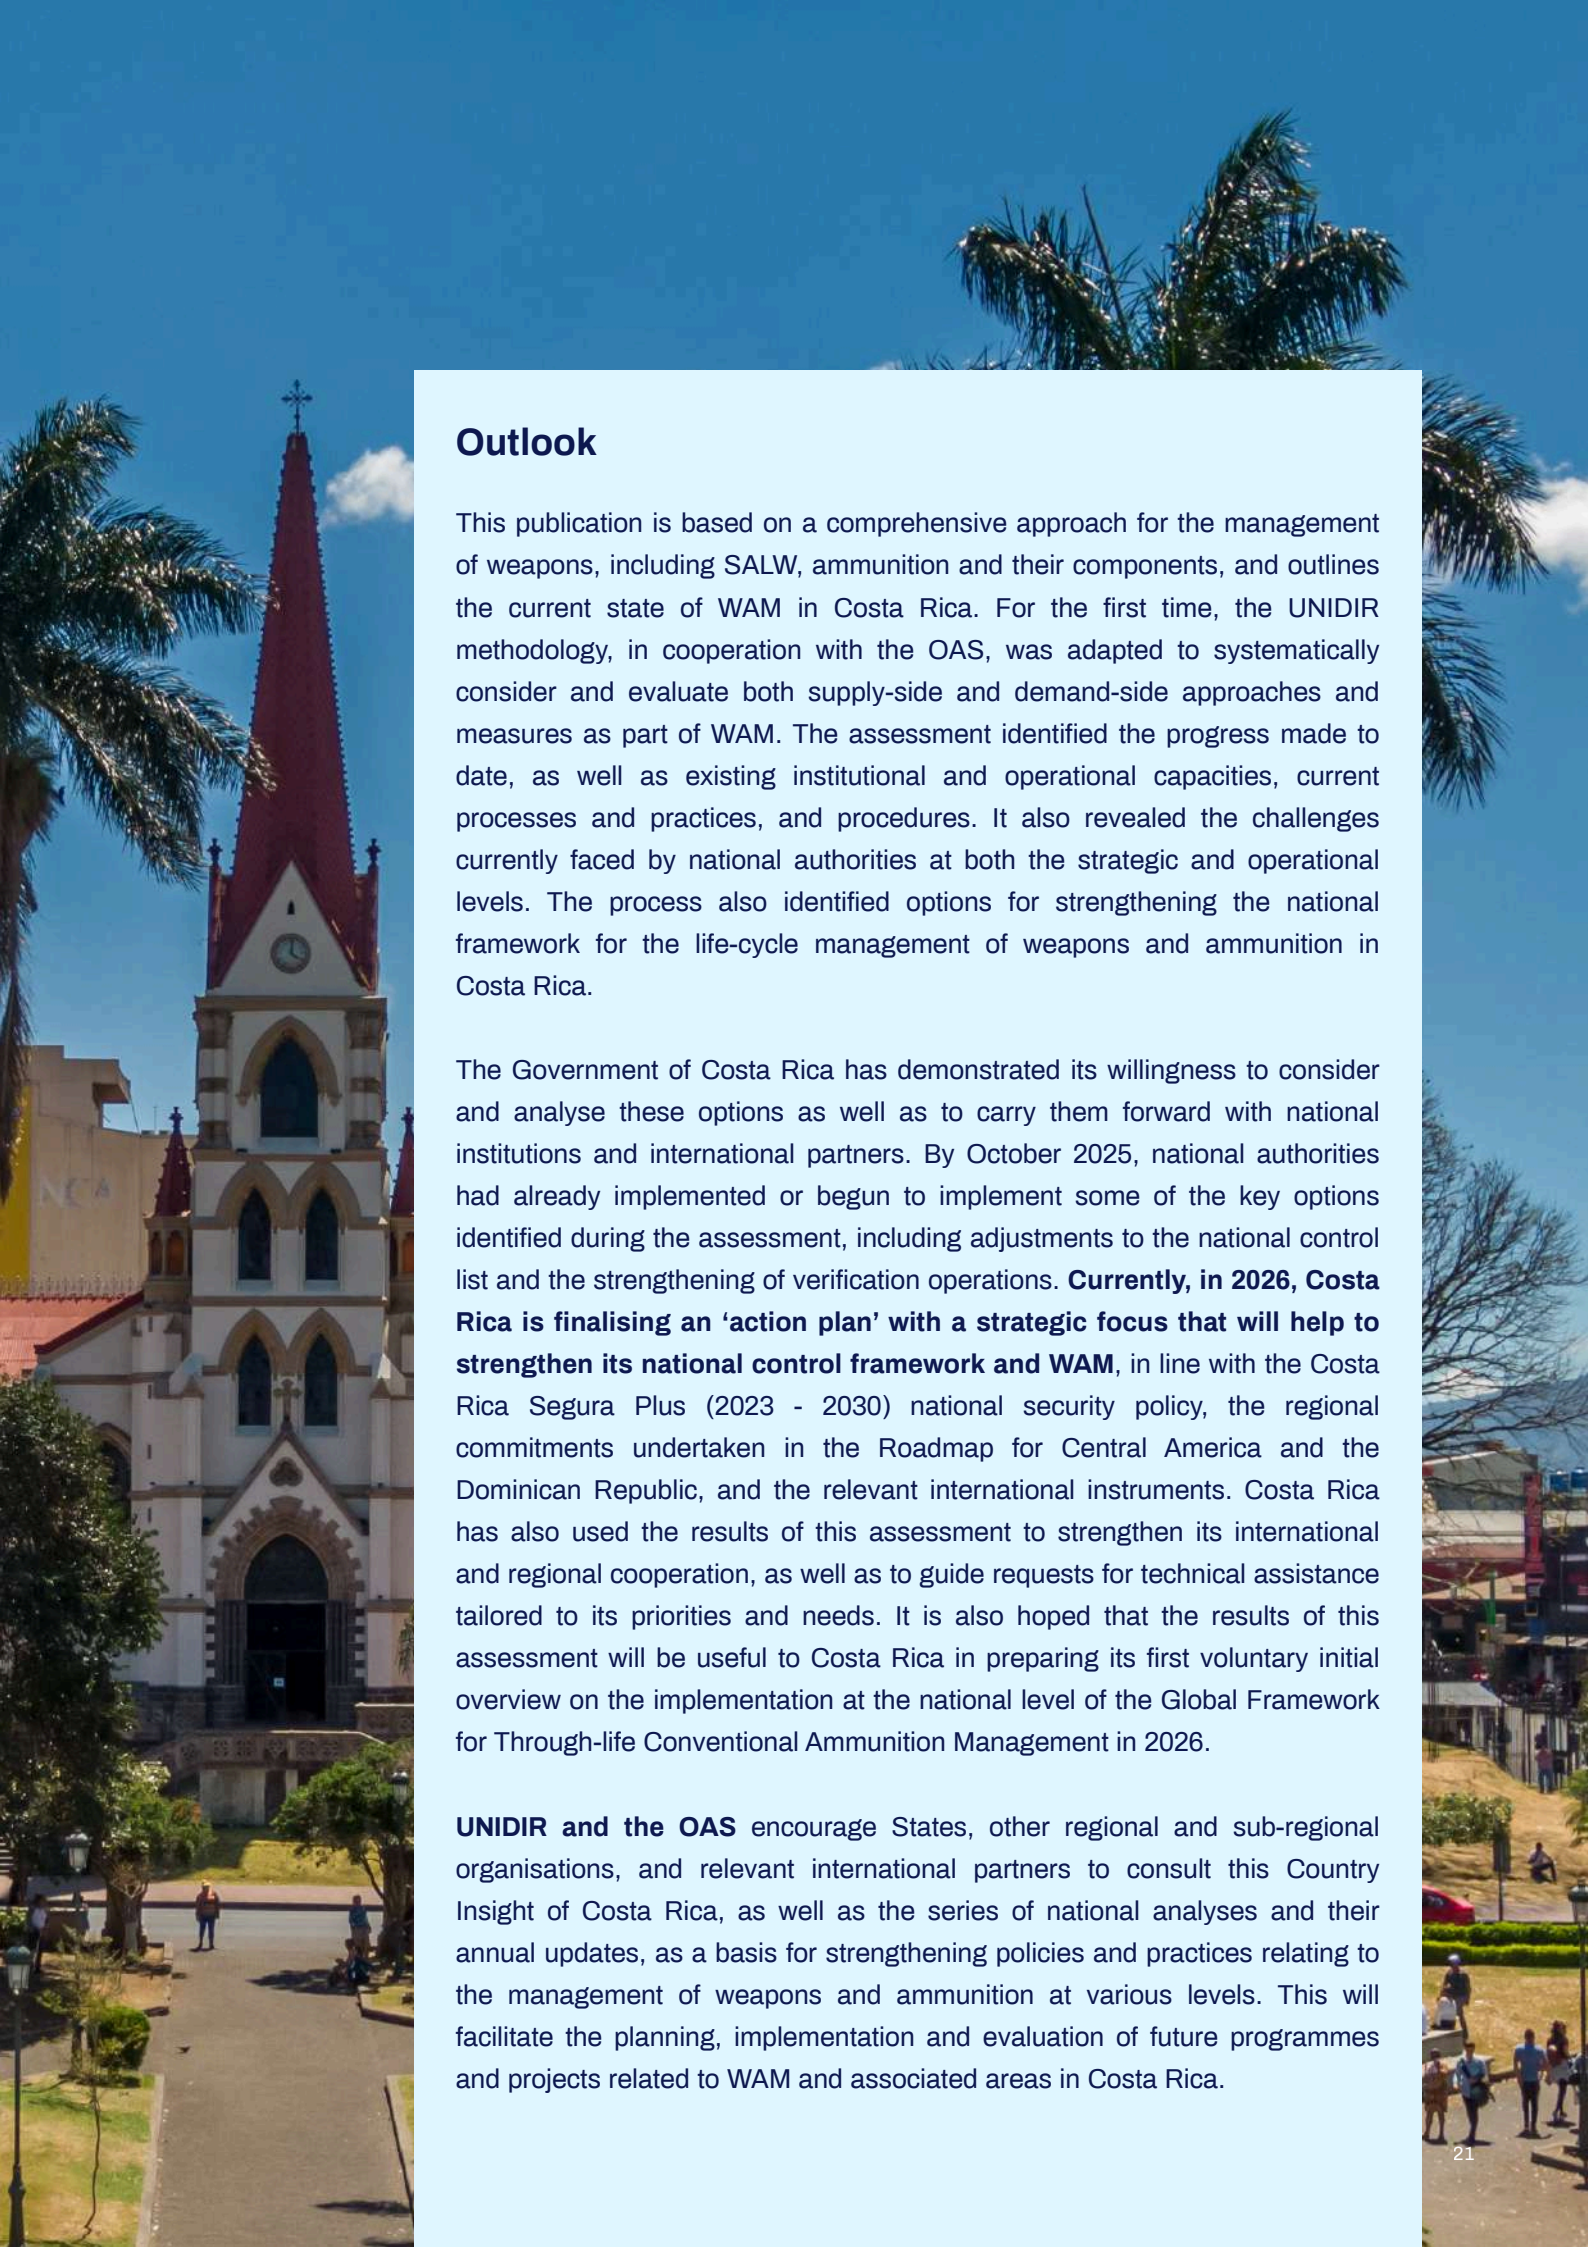 Outlook
This publication is based on a comprehensive approach for the management
of weapons, including SALW, ammunition and their components, and outlines
the current state of WAM in Costa Rica. For the first time, the UNIDIR
methodology, in cooperation with the OAS, was adapted to systematically
consider and evaluate both supply-side and demand-side approaches and
measures as part of WAM. The assessment identified the progress made to
date, as well as existing institutional and operational capacities, current
processes and practices, and procedures. It also revealed the challenges
currently faced by national authorities at both the strategic and operational
levels. The process also identified options for strengthening the national
framework for the life-cycle management of weapons and ammunition in
Costa Rica.
The Government of Costa Rica has demonstrated its willingness to consider
and analyse these options as well as to carry them forward with national
institutions and international partners. By October 2025, national authorities
had already implemented or begun to implement some of the key options
identified during the assessment, including adjustments to the national control
list and the strengthening of verification operations. Currently, in 2026, Costa
Rica is finalising an ‘action plan’ with a strategic focus that will help to
strengthen its national control framework and WAM, in line with the Costa
Rica Segura Plus (2023 - 2030) national security policy, the regional
commitments undertaken in the Roadmap for Central America and the
Dominican Republic, and the relevant international instruments. Costa Rica
has also used the results of this assessment to strengthen its international
and regional cooperation, as well as to guide requests for technical assistance
tailored to its priorities and needs. It is also hoped that the results of this
assessment will be useful to Costa Rica in preparing its first voluntary initial
overview on the implementation at the national level of the Global Framework
for Through-life Conventional Ammunition Management in 2026.
UNIDIR and the OAS encourage States, other regional and sub-regional
organisations, and relevant international partners to consult this Country
Insight of Costa Rica, as well as the series of national analyses and their
annual updates, as a basis for strengthening policies and practices relating to
the management of weapons and ammunition at various levels. This will
facilitate the planning, implementation and evaluation of future programmes
and projects related to WAM and associated areas in Costa Rica.
21